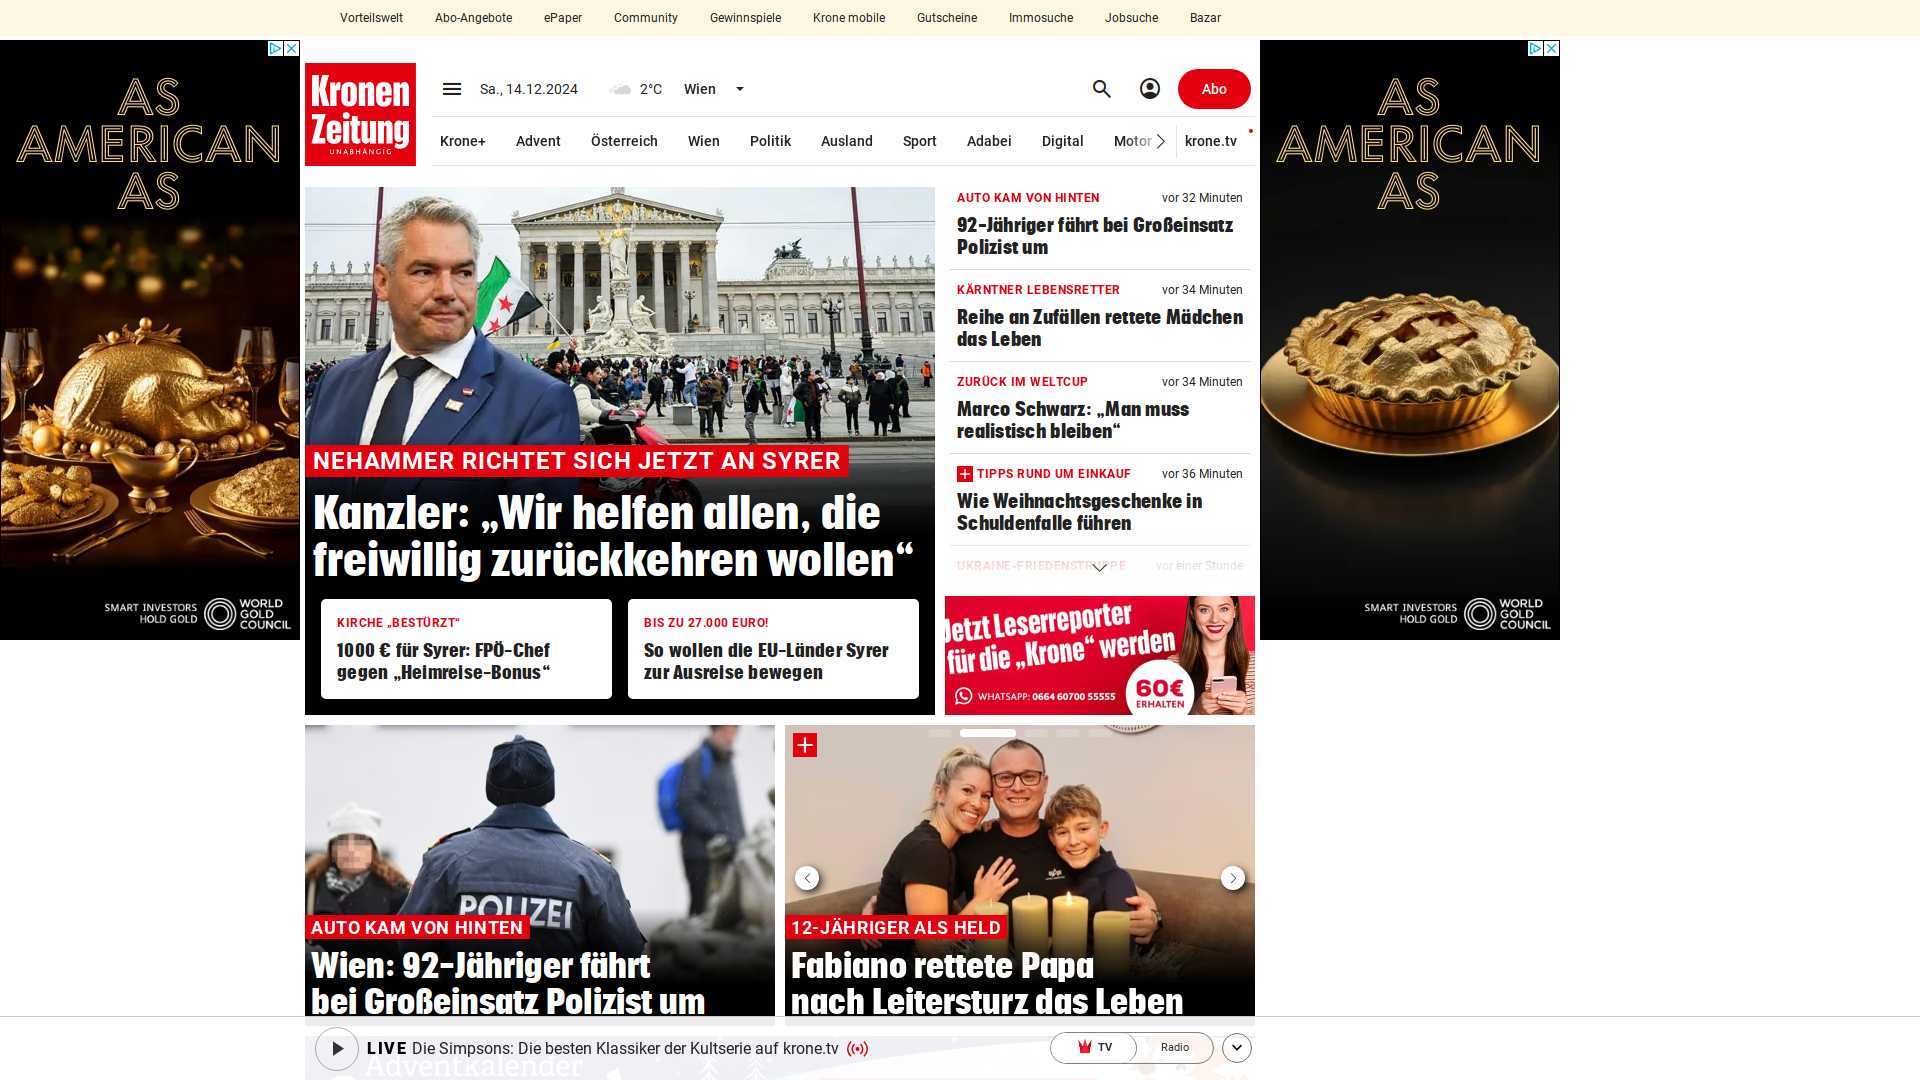 Vorteilswelt Abo-Angebote ePaper Community Gewinnspiele Krone mobile Gutscheine Immosuche Jobsuche Bazar
AS
AMERICAN
AS
SMART INVESTORS
HOLD GOLD
WORLD
GOLD
COUNCIL
Kronen
Zeitung
UNABHÄNGIG
Sa., 14.12.2024 2°C Wien Abo
Krone+ Advent Österreich Wien Politik Ausland Sport Adabei Digital Motor krone.tv
NEHAMMER RICHTET SICH JETZT AN SYRER
Kanzler: „Wir helfen allen, die
freiwillig zurückkehren wollen“
KIRCHE „BESTÜRZT“
1000 € für Syrer: FPÖ-Chef
gegen „Heimreise-Bonus“
BIS ZU 27.000 EURO!
So wollen die EU-Länder Syrer
zur Ausreise bewegen
AUTO KAM VON HINTEN vor 32 Minuten
92-Jähriger fährt bei Großeinsatz
Polizist um
KÄRNTNER LEBENSRETTER vor 34 Minuten
Reihe an Zufällen rettete Mädchen
das Leben
ZURÜCK IM WELTCUP vor 34 Minuten
Marco Schwarz: „Man muss
realistisch bleiben“
TIPPS RUND UM EINKAUF vor 36 Minuten
Wie Weihnachtsgeschenke in
Schuldenfalle führen
UKRAINE-FRIEDENSTRUPPE vor einer Stunde
Jetzt Leserreporter
für die „Krone“ werden
WHATSAPP: 0664 60700 55555
60€
ERHALTEN
AS
AMERICAN
AS
SMART INVESTORS
HOLD GOLD
WORLD
GOLD
COUNCIL
POLIZEI
AUTO KAM VON HINTEN
Wien: 92-Jähriger fährt
bei Großeinsatz Polizist um
12-JÄHRIGER ALS HELD
Fabiano rettete Papa
nach Leitersturz das Leben
LIVE Die Simpsons: Die besten Klassiker der Kultserie auf krone.tv TV Radio
Adventkalender